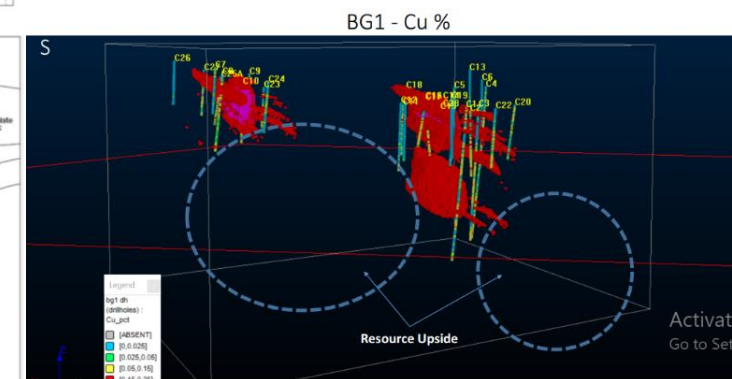 BG1 - Cu %
S
C26
C7
C9
C24
C23
C10
C18
C5
C13
C6
C4
C22
C20
Resource Upside
Legend
bg1 dh
(drillholes) :
Cu_pct
[ABSENT]
[0,0.025]
[0.025,0.05]
[0.05,0.15]
Activat
Go to Set